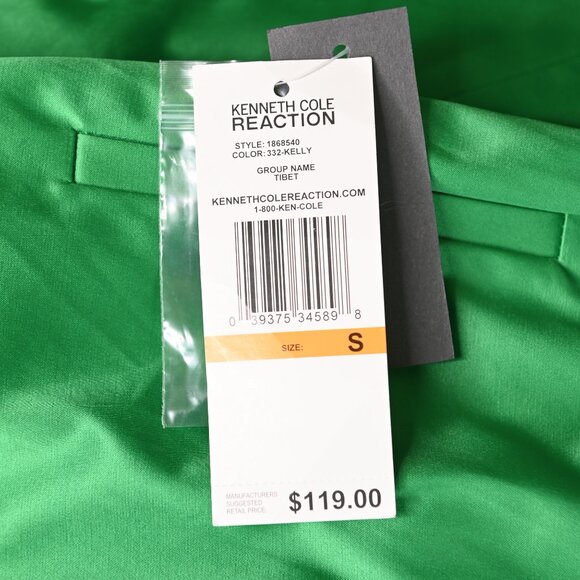 KENNETH COLE
REACTION
STYLE: 1868540
COLOR: 332-KELLY
GROUP NAME
TIBET
KENNETHCOLEREACTION.COM
1-800-KEN-COLE
0 39375 34589 8
SIZE: S
MANUFACTURERS
SUGGESTED
RETAIL PRICE
$119.00